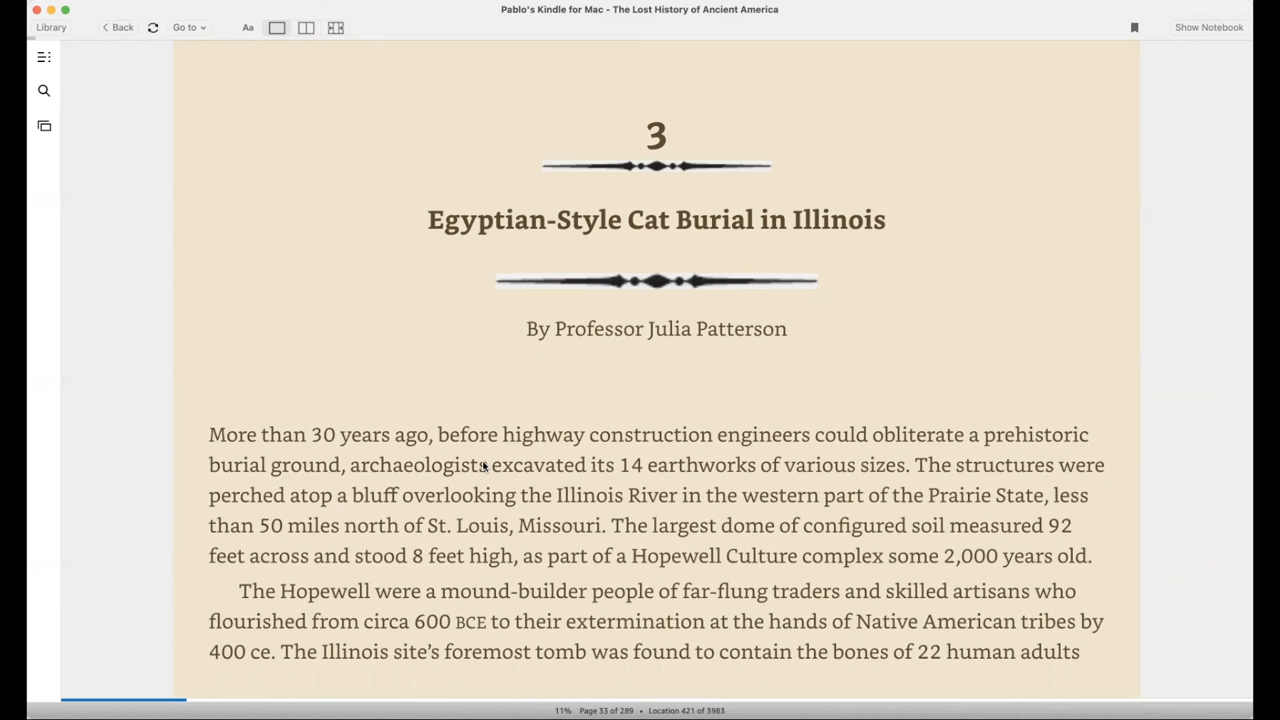 Pablo's Kindle for Mac - The Lost History of Ancient America
Library Back Go to Aa Show Notebook
3
Egyptian-Style Cat Burial in Illinois
By Professor Julia Patterson
More than 30 years ago, before highway construction engineers could obliterate a prehistoric
burial ground, archaeologists excavated its 14 earthworks of various sizes. The structures were
perched atop a bluff overlooking the Illinois River in the western part of the Prairie State, less
than 50 miles north of St. Louis, Missouri. The largest dome of configured soil measured 92
feet across and stood 8 feet high, as part of a Hopewell Culture complex some 2,000 years old.
The Hopewell were a mound-builder people of far-flung traders and skilled artisans who
flourished from circa 600 BCE to their extermination at the hands of Native American tribes by
400 ce. The Illinois site's foremost tomb was found to contain the bones of 22 human adults
11% Page 33 of 289 • Location 421 of 3983